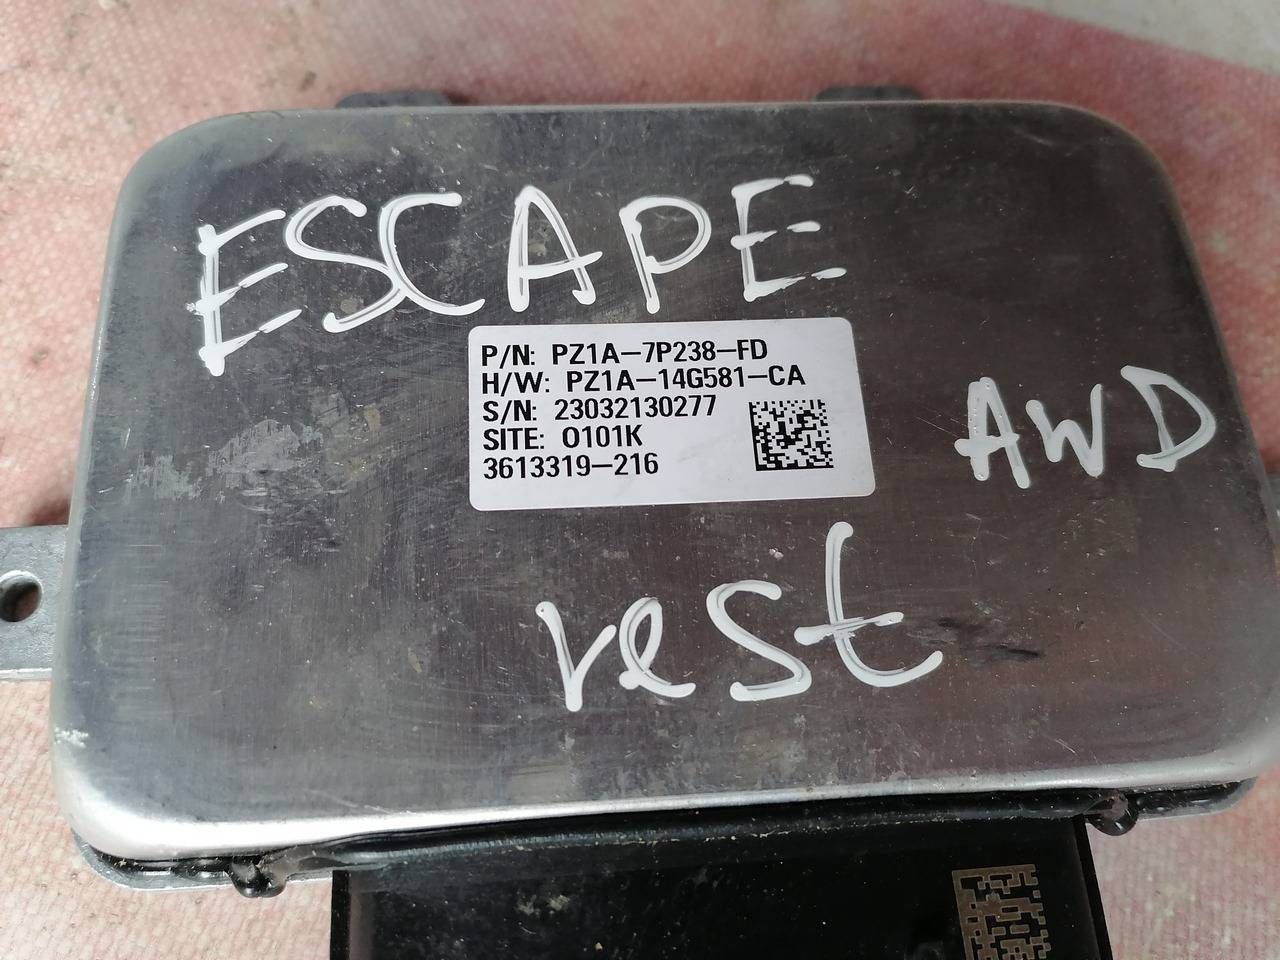 ESCAPE
P/N: PZ1A-7P238-FD
H/W: PZ1A-14G581-CA
S/N: 23032130277
SITE: 0101K
3613319-216
AWD
rest